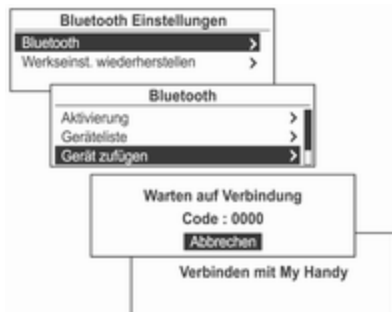 Bluetooth Einstellungen
Bluetooth >
Werkseinst. wiederherstellen >
Bluetooth
Aktivierung >
Geräteliste >
Gerät zufügen >
Warten auf Verbindung
Code : 0000
Abbrechen
Verbinden mit My Handy